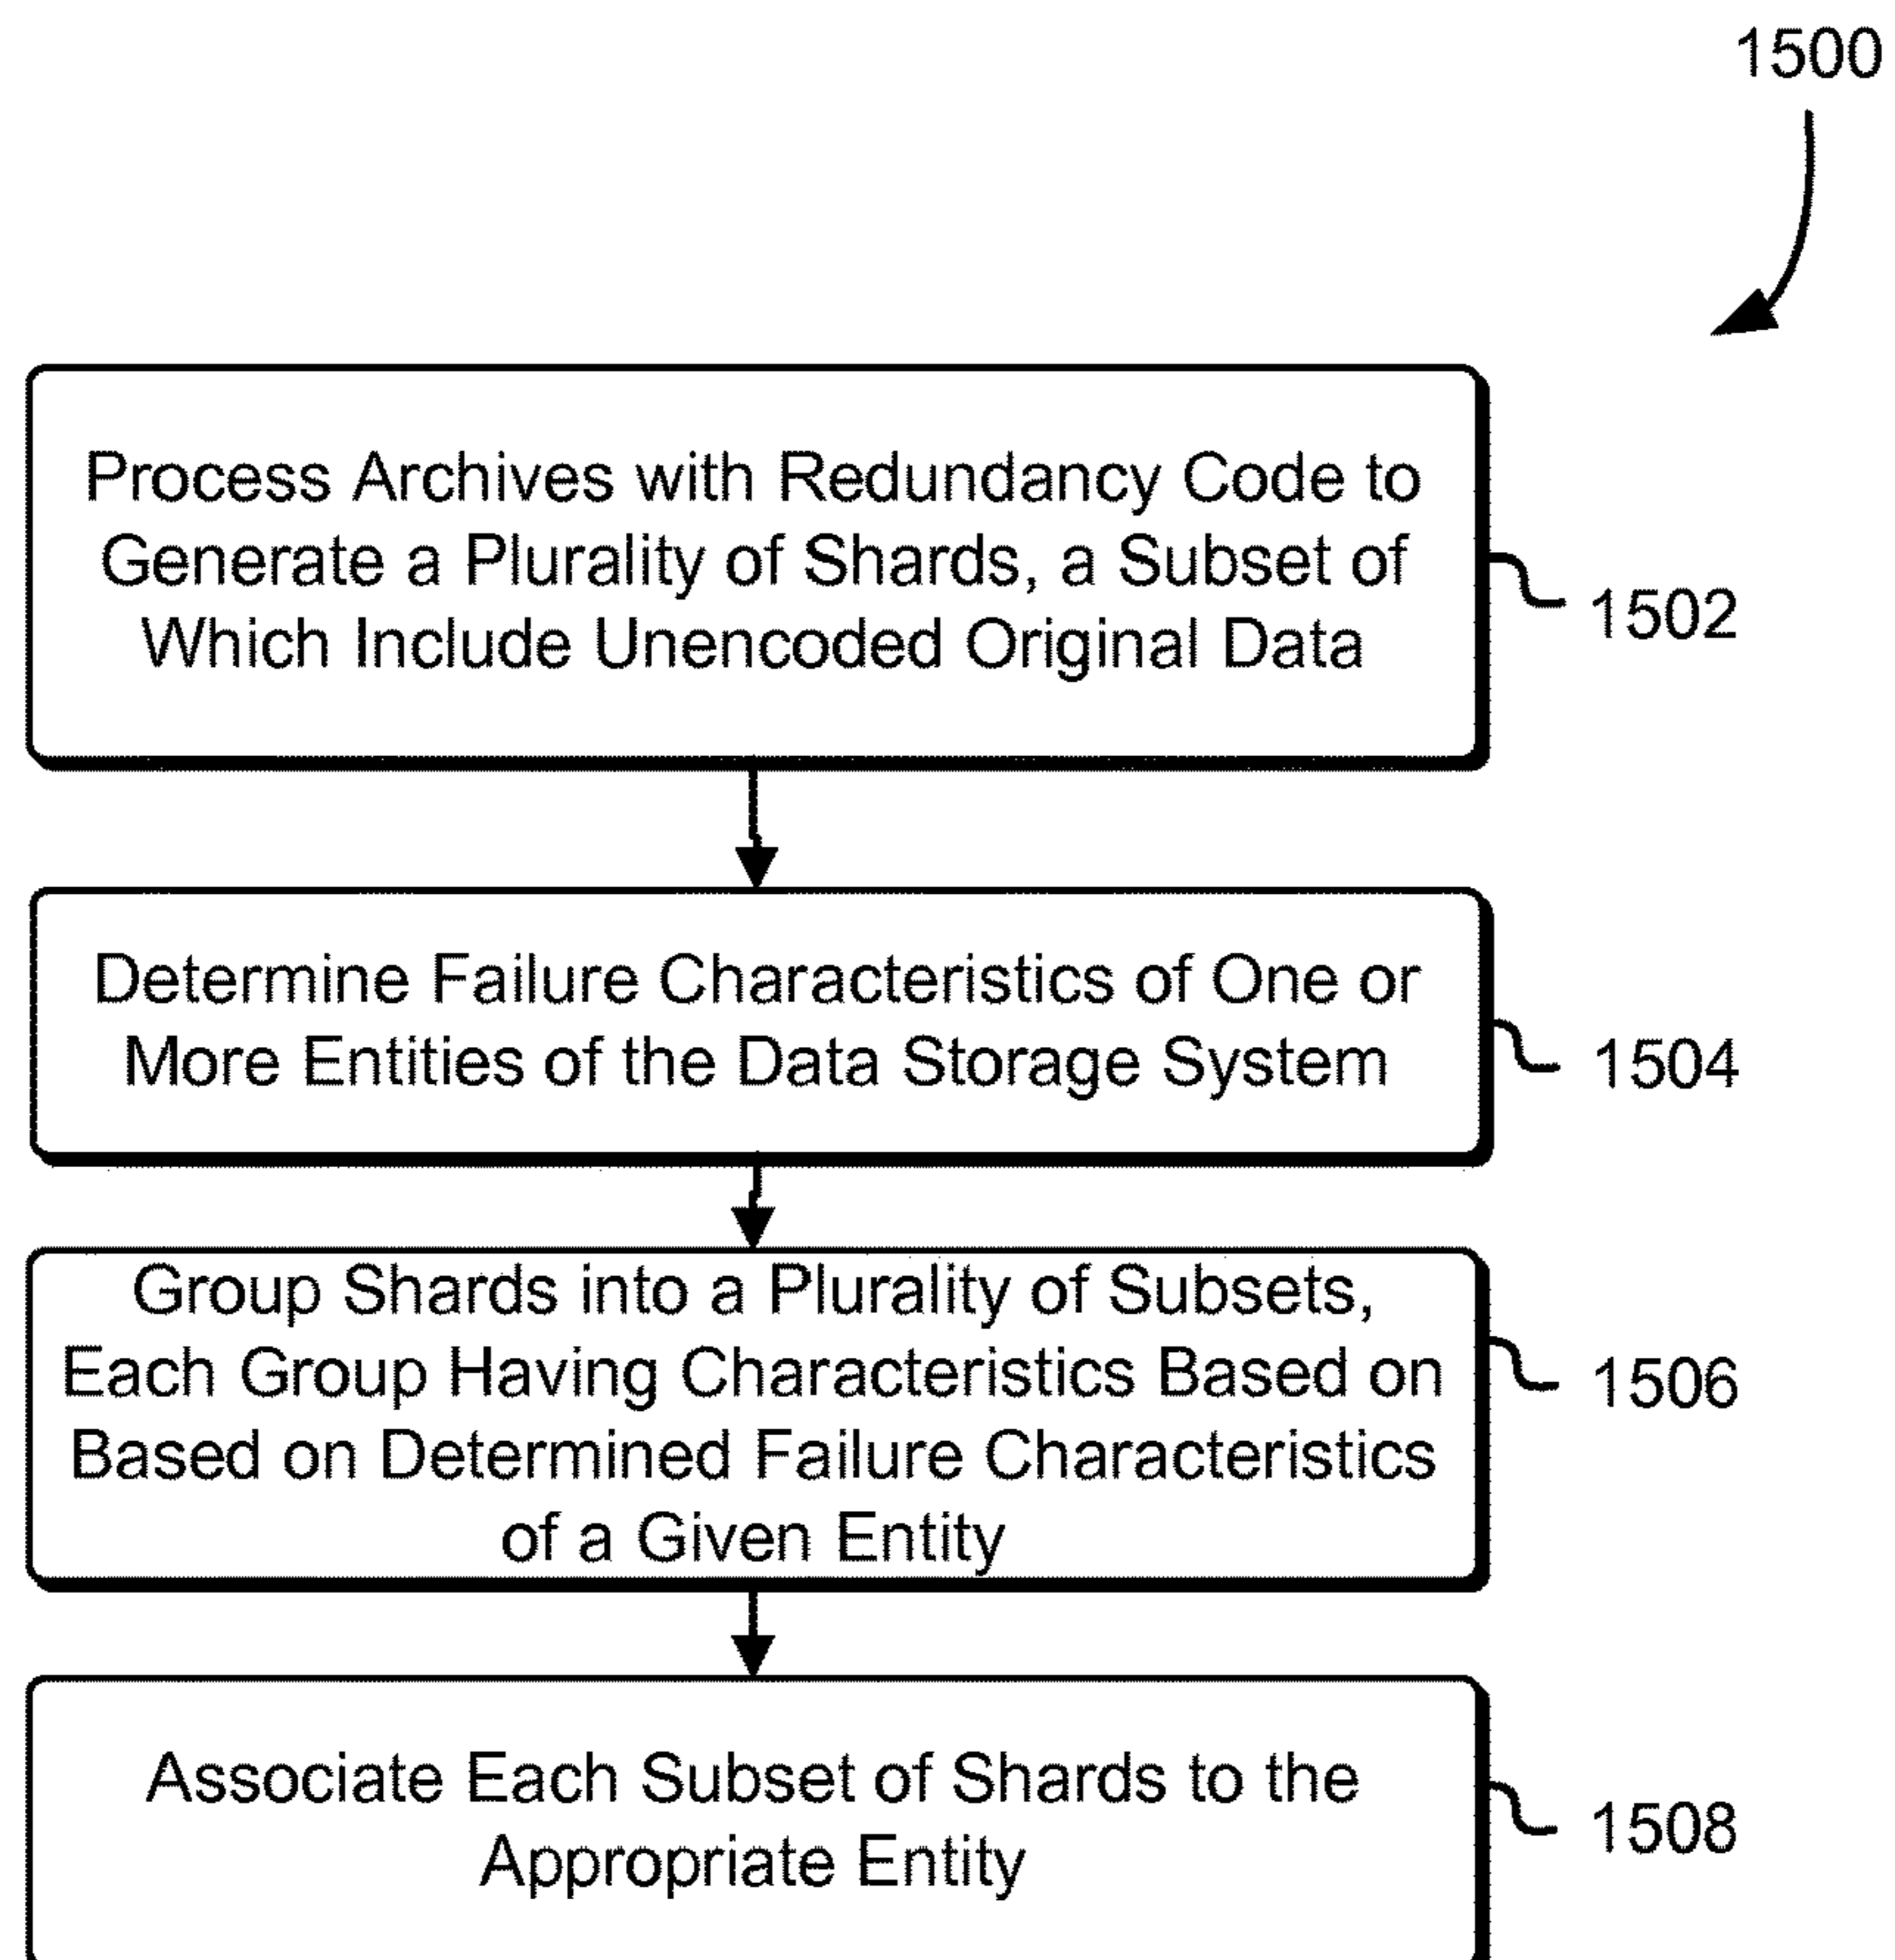 1500
Process Archives with Redundancy Code to
Generate a Plurality of Shards, a Subset of
Which Include Unencoded Original Data
1502
Determine Failure Characteristics of One or
More Entities of the Data Storage System
1504
Group Shards into a Plurality of Subsets,
Each Group Having Characteristics Based on
Based on Determined Failure Characteristics
of a Given Entity
1506
Associate Each Subset of Shards to the
Appropriate Entity
1508